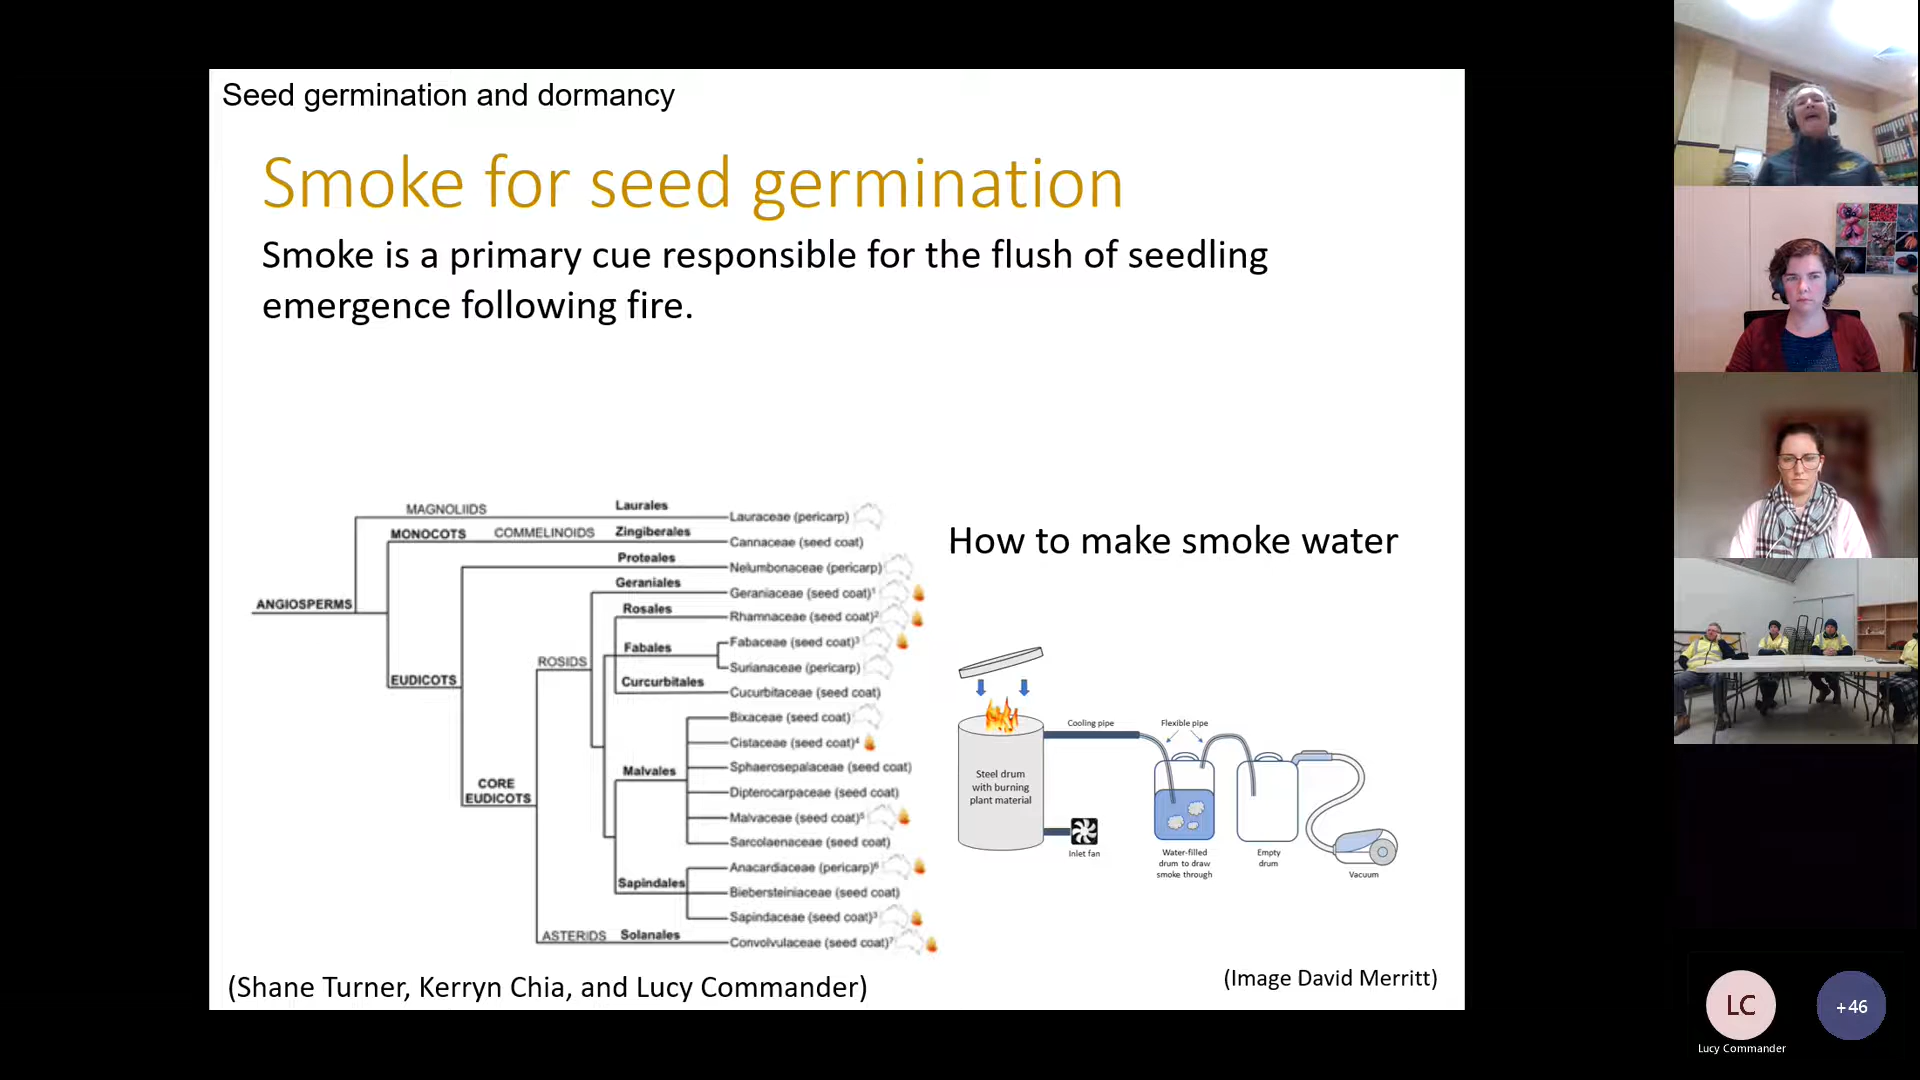 Seed germination and dormancy
Smoke for seed germination
Smoke is a primary cue responsible for the flush of seedling
emergence following fire.
MAGNOLIIDS
Laurales
Lauraceae (pericarp)
MONOCOTS
COMMELINOIDS
Zingiberales
Cannaceae (seed coat)
Proteales
Nelumbonaceae (pericarp)
Geraniales
Geraniaceae (seed coat)¹
ANGIOSPERMS
Rosales
Rhamnaceae (seed coat)²
Fabales
Fabaceae (seed coat)³
ROSIDS
Surianaceae (pericarp)
EUDICOTS
Curcurbitales
Cucurbitaceae (seed coat)
Bixaceae (seed coat)
Cistaceae (seed coat)⁴
Malvales
Sphaerosepalaceae (seed coat)
CORE
EUDICOTS
Dipterocarpaceae (seed coat)
Malvaceae (seed coat)⁵
Sarcolaenaceae (seed coat)
Anacardiaceae (pericarp)⁶
Sapindales
Biebersteiniaceae (seed coat)
Sapindaceae (seed coat)³
ASTERIDS
Solanales
Convolvulaceae (seed coat)⁷
How to make smoke water
Cooling pipe
Flexible pipe
Steel drum
with burning
plant material
Inlet fan
Water-filled
drum to draw
smoke through
Empty
drum
Vacuum
(Shane Turner, Kerryn Chia, and Lucy Commander)
(Image David Merritt)
LC
+46
Lucy Commander